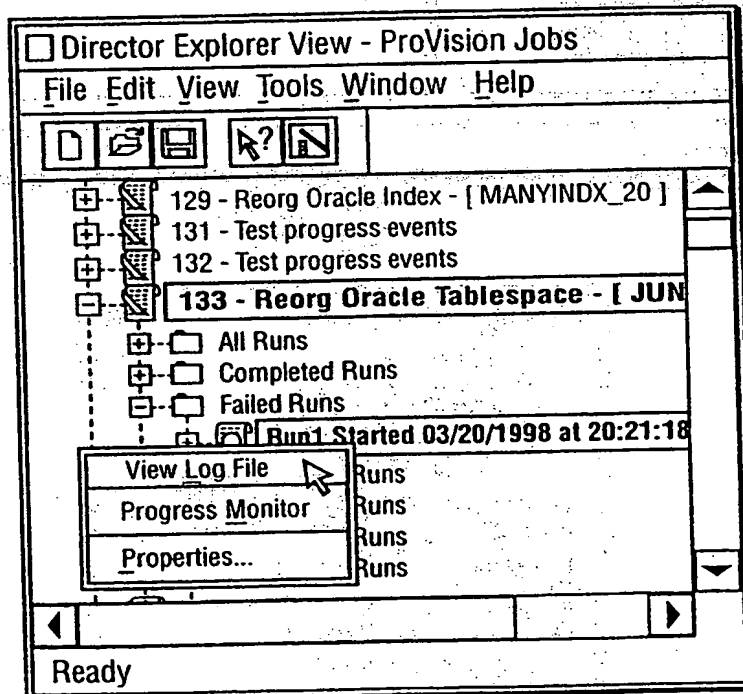 Director Explorer View - ProVision Jobs
File Edit View Tools Window Help
?
129 - Reorg Oracle Index - [ MANYINDX_20 ]
131 - Test progress events
132 - Test progress events
133 - Reorg Oracle Tablespace - [ JUN
All Runs
Completed Runs
Failed Runs
Run1 Started 03/20/1998 at 20:21:18
View Log File
Runs
Progress Monitor
Runs
Runs
Properties...
Runs
Ready